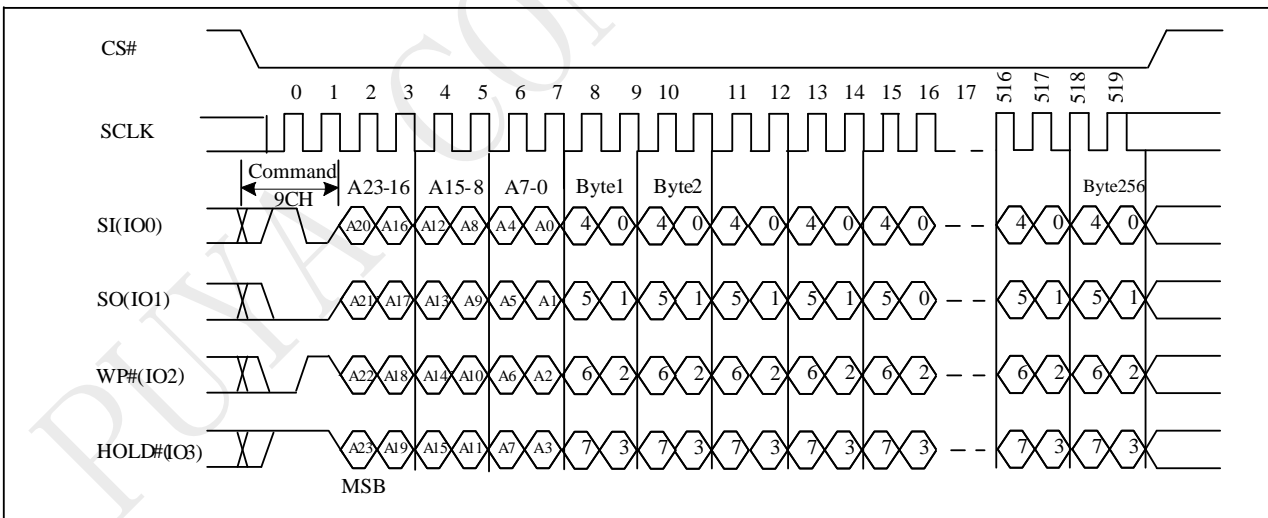 PUYA CON
CS#
0 1 2 3 4 5 6 7 8 9 10 11 12 13 14 15 16 17 516 517 518 519
SCLK
Command
9CH
A23-16 A15-8 A7-0 Byte1 Byte2 Byte256
SI(IO0) A20 A16 A12 A8 A4 A0 4 0 4 0 4 0 4 0 4 0 4 0 4 0
SO(IO1) A21 A17 A13 A9 A5 A1 5 1 5 1 5 1 5 1 5 0 5 1 5 1
WP#(IO2) A22 A18 A14 A10 A6 A2 6 2 6 2 6 2 6 2 6 2 6 2 6 2
HOLD#(IO3) A23 A19 A15 A11 A7 A3 7 3 7 3 7 3 7 3 7 3 7 3 7 3
MSB